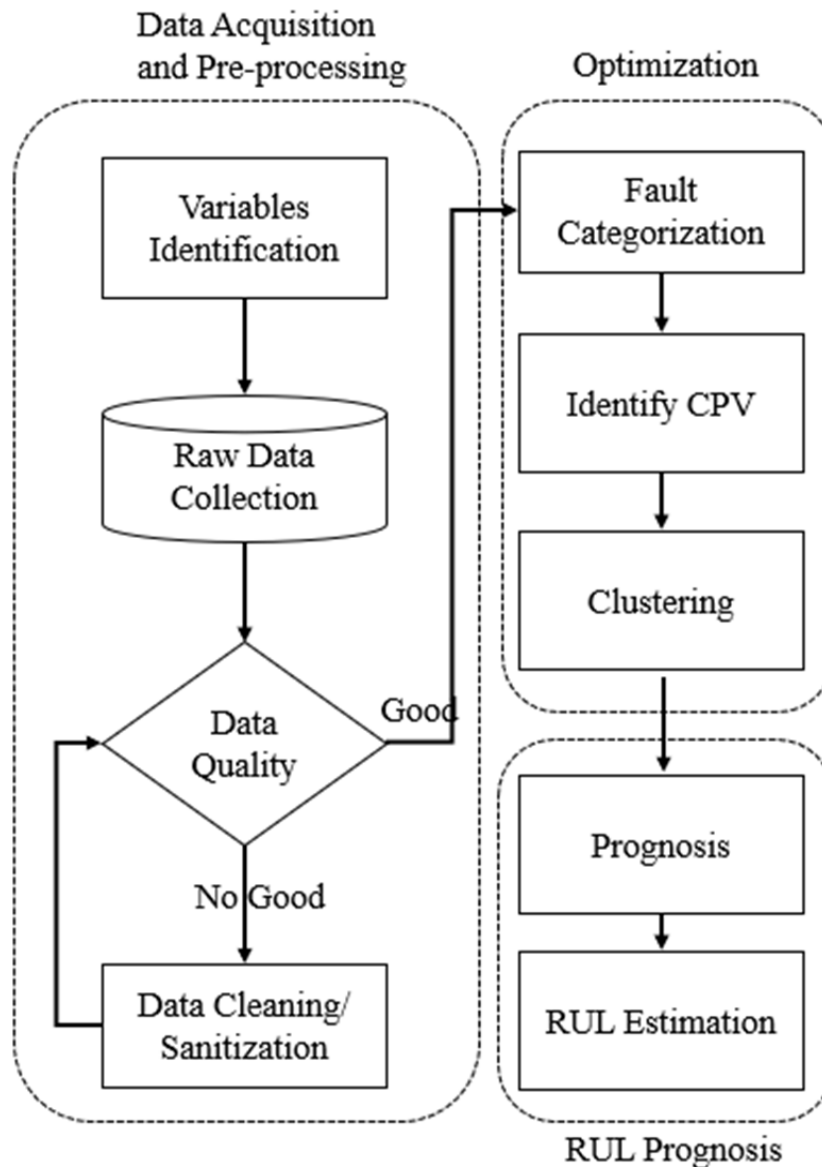 Data Acquisition
and Pre-processing
Variables
Identification
Raw Data
Collection
Data
Quality
Good
No Good
Data Cleaning/
Sanitization
Optimization
Fault
Categorization
Identify CPV
Clustering
Prognosis
RUL Estimation
RUL Prognosis